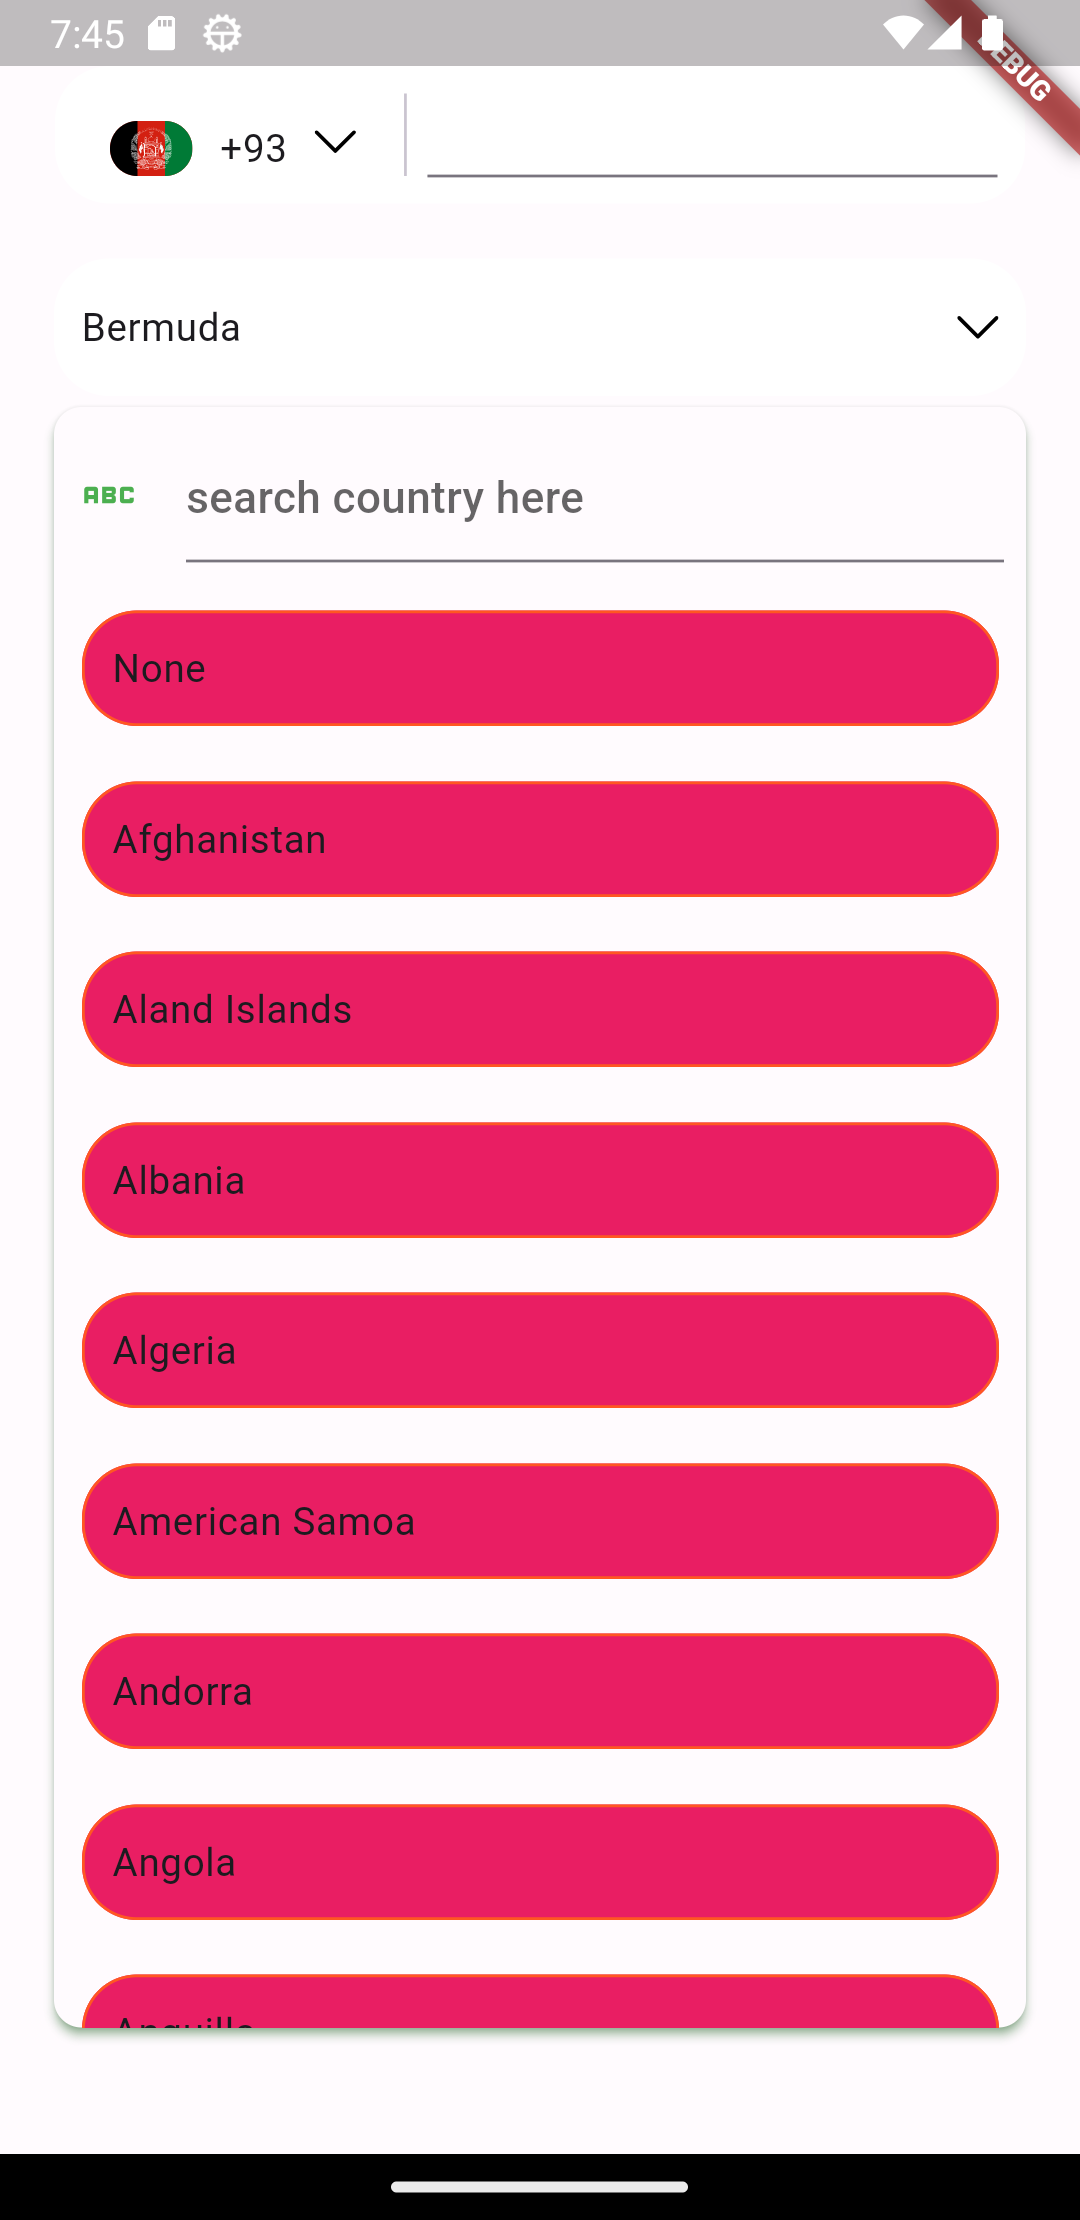 7:45
DEBUG
+93
Bermuda
ABC
search country here
None
Afghanistan
Aland Islands
Albania
Algeria
American Samoa
Andorra
Angola
Anguilla